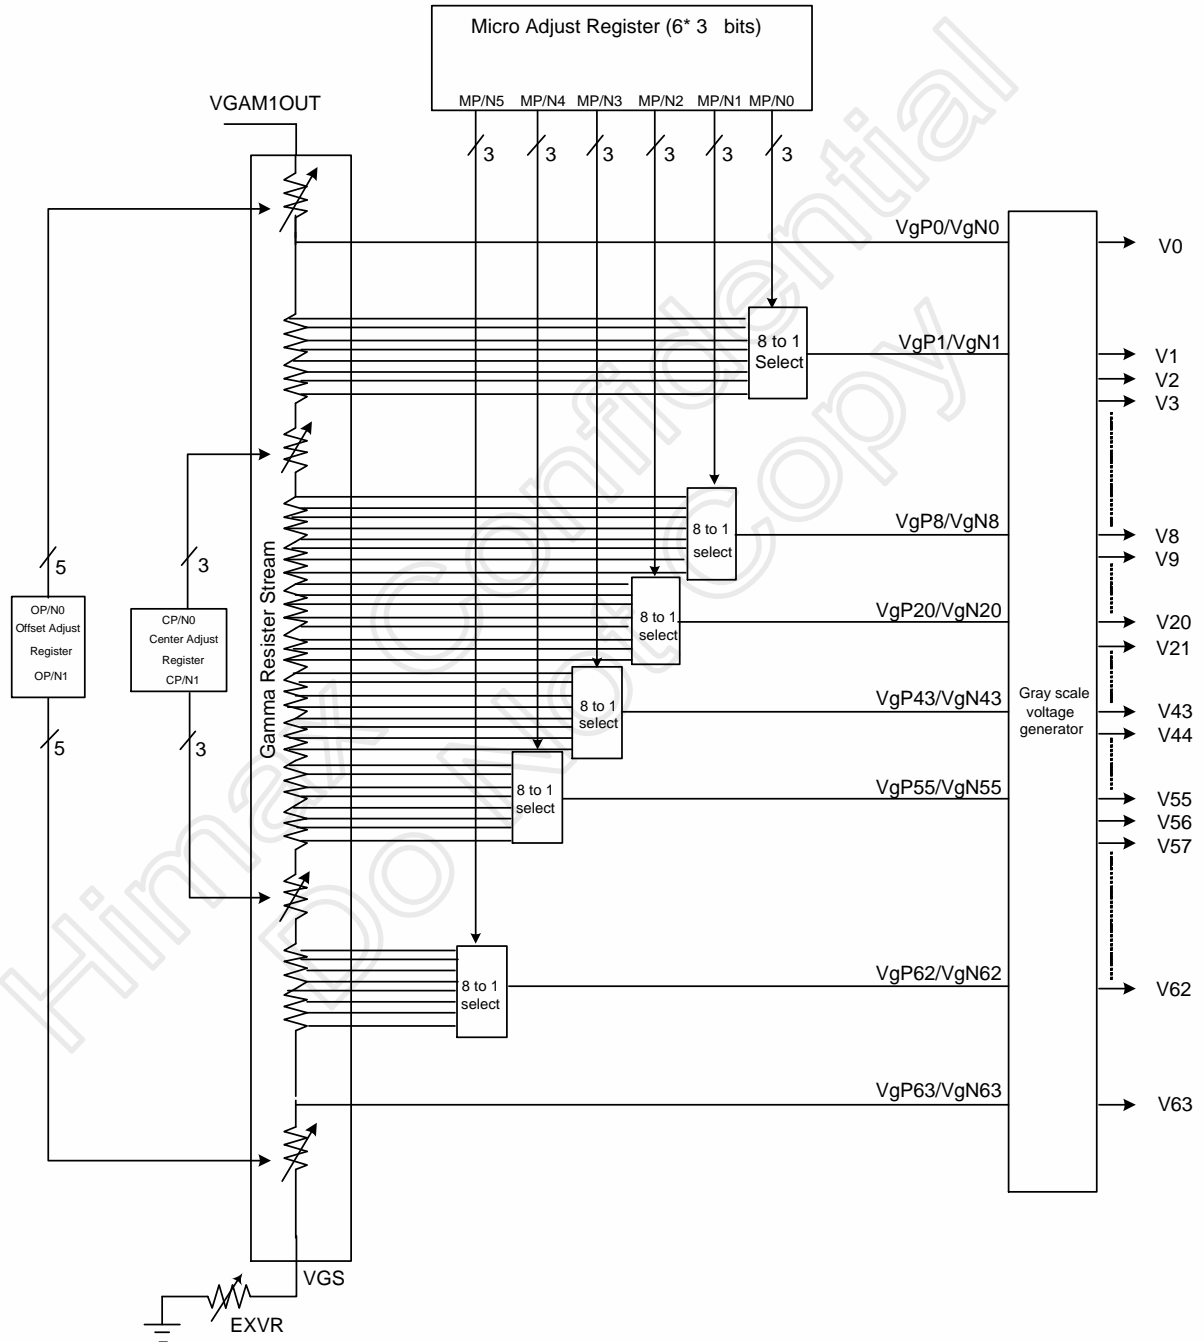 Micro Adjust Register (6* 3 bits)
MP/N5 MP/N4 MP/N3 MP/N2 MP/N1 MP/N0
VGAM1OUT
3 3 3 3 3 3
VgP0/VgN0
V0
8 to 1
Select
VgP1/VgN1
V1
V2
V3
8 to 1
select
VgP8/VgN8
V8
V9
5
3
Gamma Resister Stream
OP/N0
Offset Adjust
Register
OP/N1
CP/N0
Center Adjust
Register
CP/N1
8 to 1
select
VgP20/VgN20
V20
V21
8 to 1
select
VgP43/VgN43
Gray scale
voltage
generator
V43
V44
5
3
8 to 1
select
VgP55/VgN55
V55
V56
V57
8 to 1
select
VgP62/VgN62
V62
VgP63/VgN63
V63
VGS
EXVR
Himax Confidential
Do Not Copy